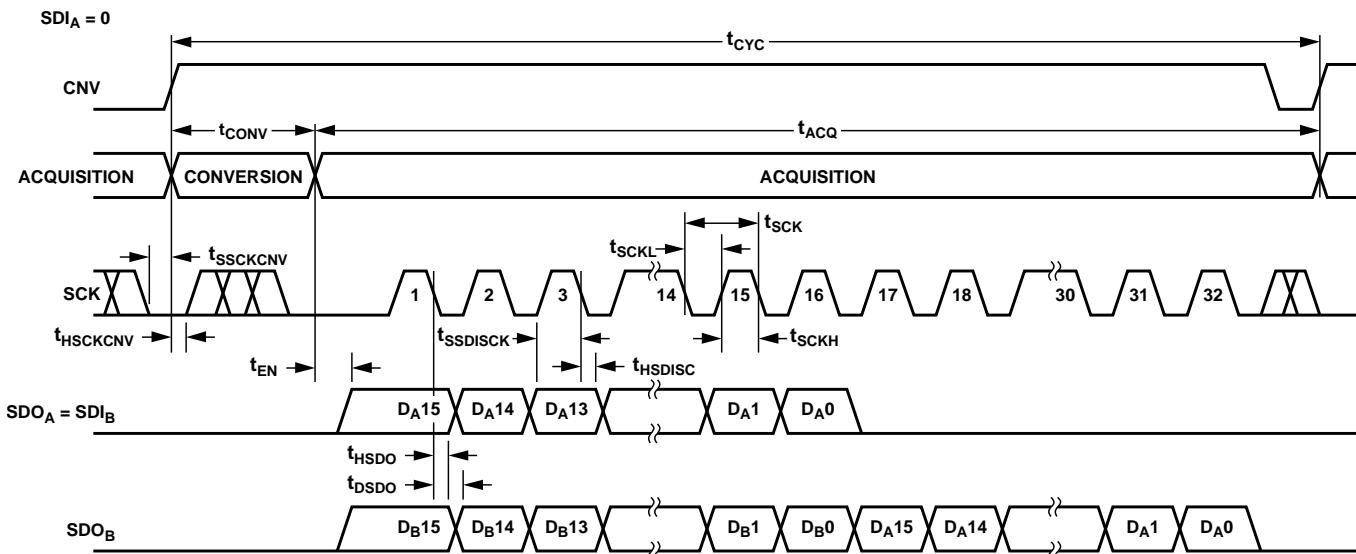 SDIA = 0
tCYC
CNV
tCONV
tACQ
ACQUISITION CONVERSION ACQUISITION
tSCK
tSCKL
tSSCKCNV
SCK 1 2 3 14 15 16 17 18 30 31 32
tHSCKCNV tSSDISCK tSCKH
tEN tHSDISC
SDOA = SDIB DA15 DA14 DA13 DA1 DA0
tHSDO
tDSDO
SDOB DB15 DB14 DB13 DB1 DB0 DA15 DA14 DA1 DA0